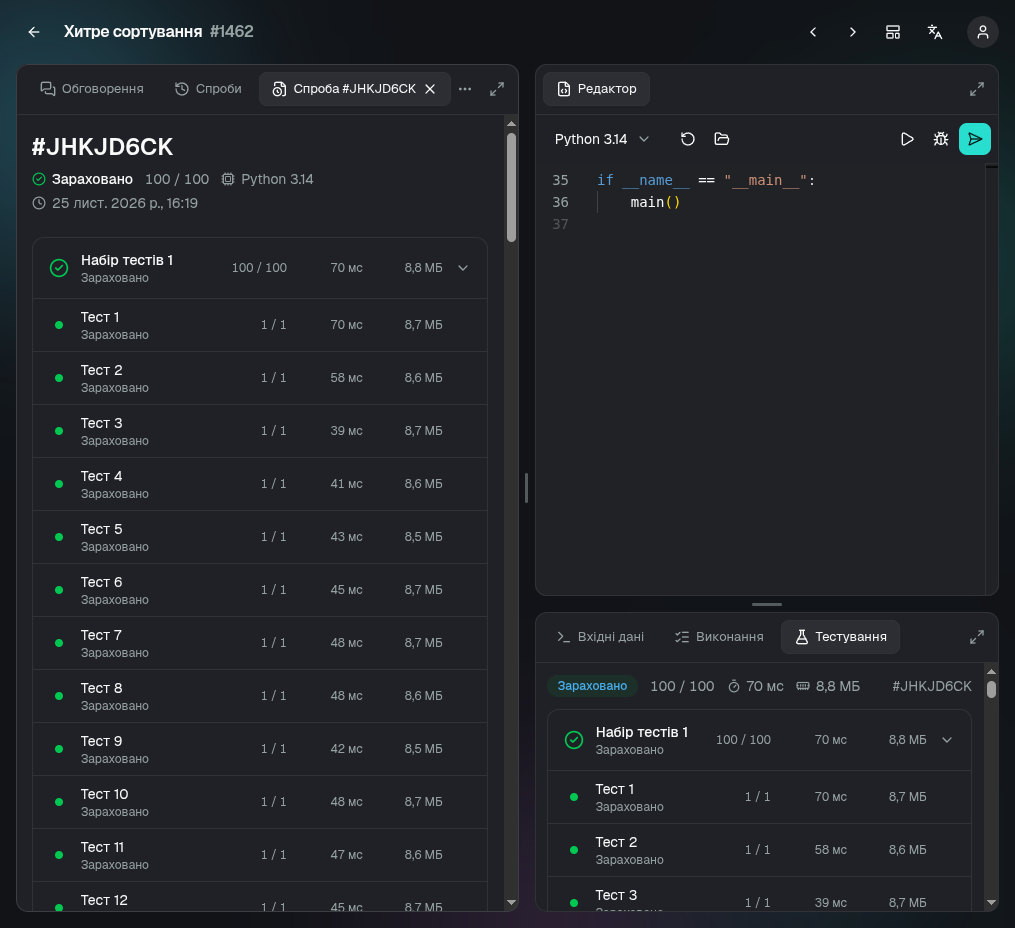 Хитре сортування #1462
Обговорення Спроби Спроба #JHKJD6CK
#JHKJD6CK
Зараховано 100 / 100 Python 3.14
25 лист. 2026 р., 16:19
Набір тестів 1 100 / 100 70 мс 8,8 МБ
Зараховано
Тест 1 1 / 1 70 мс 8,7 МБ
Зараховано
Тест 2 1 / 1 58 мс 8,6 МБ
Зараховано
Тест 3 1 / 1 39 мс 8,7 МБ
Зараховано
Тест 4 1 / 1 41 мс 8,6 МБ
Зараховано
Тест 5 1 / 1 43 мс 8,5 МБ
Зараховано
Тест 6 1 / 1 45 мс 8,7 МБ
Зараховано
Тест 7 1 / 1 48 мс 8,7 МБ
Зараховано
Тест 8 1 / 1 48 мс 8,6 МБ
Зараховано
Тест 9 1 / 1 42 мс 8,5 МБ
Зараховано
Тест 10 1 / 1 48 мс 8,7 МБ
Зараховано
Тест 11 1 / 1 47 мс 8,6 МБ
Зараховано
Тест 12 1 / 1 45 мс 8,7 МБ
Редактор
Python 3.14
35 if __name__ == "__main__":
36 main()
37
Вхідні дані Виконання Тестування
Зараховано 100 / 100 70 мс 8,8 МБ #JHKJD6CK
Набір тестів 1 100 / 100 70 мс 8,8 МБ
Зараховано
Тест 1 1 / 1 70 мс 8,7 МБ
Зараховано
Тест 2 1 / 1 58 мс 8,6 МБ
Зараховано
Тест 3 1 / 1 39 мс 8,7 МБ
Зараховано